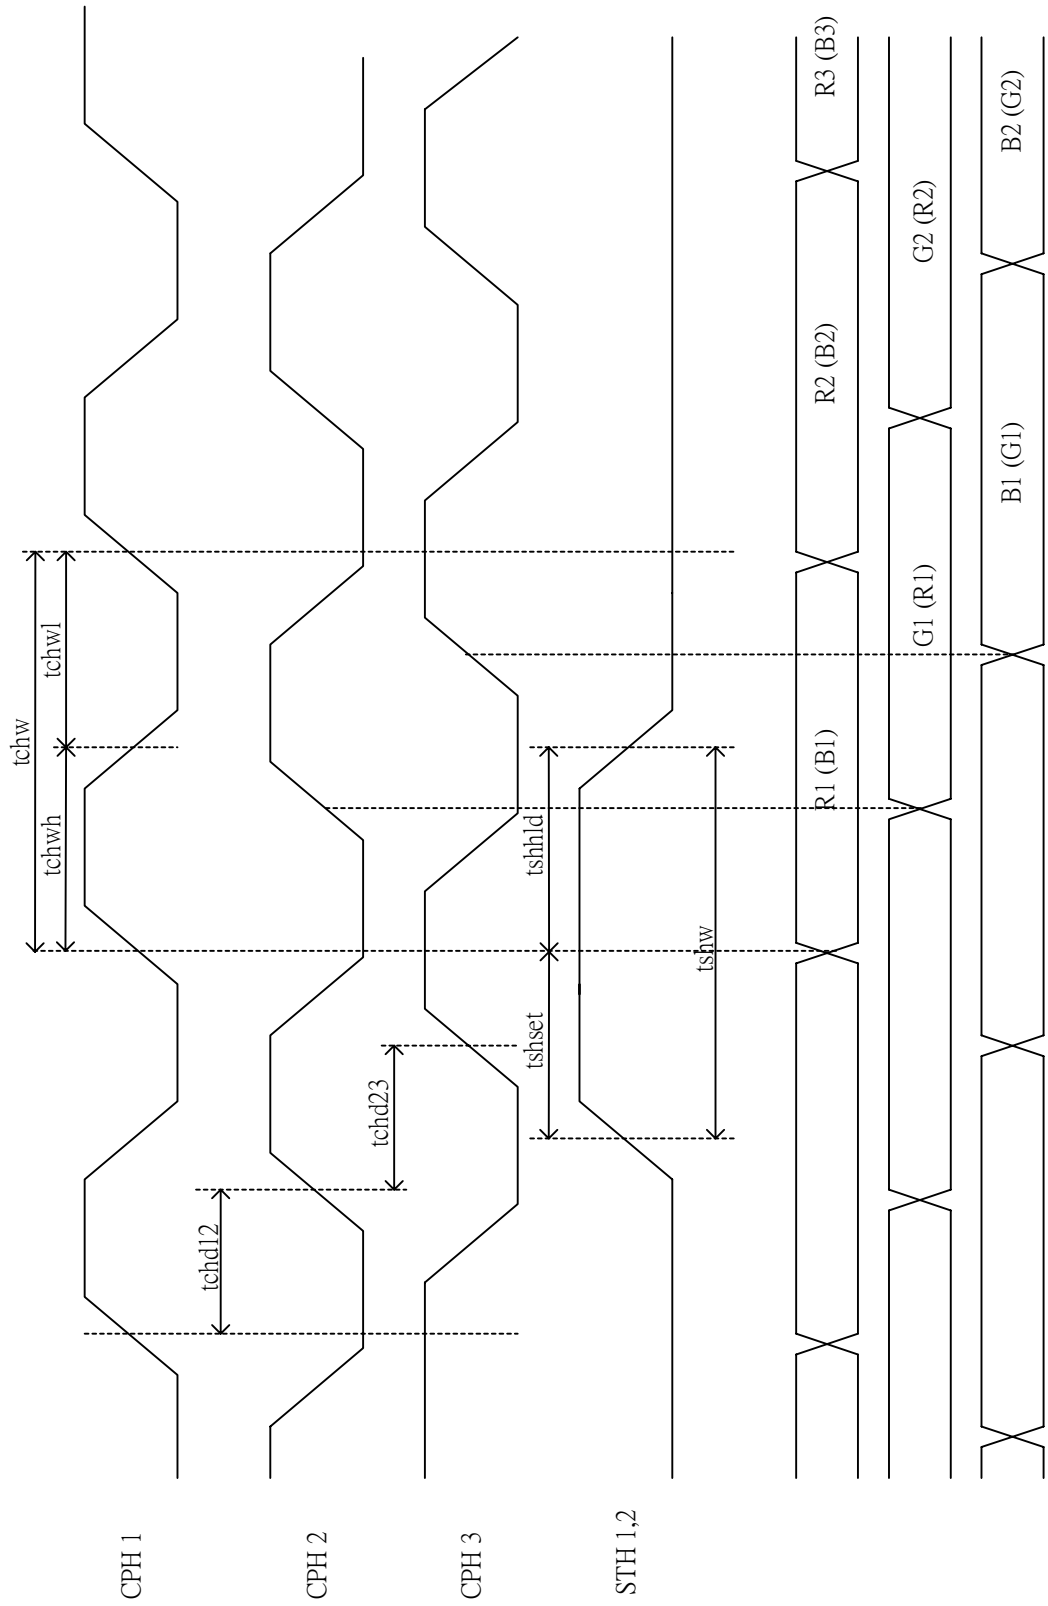 tchw
tchwh
tchwl
CPH 1
tchd12
CPH 2
tchd23
CPH 3
tshset
tshhld
STH 1,2
tshw
R1 (B1)
R2 (B2)
R3 (B3)
G1 (R1)
G2 (R2)
B1 (G1)
B2 (G2)